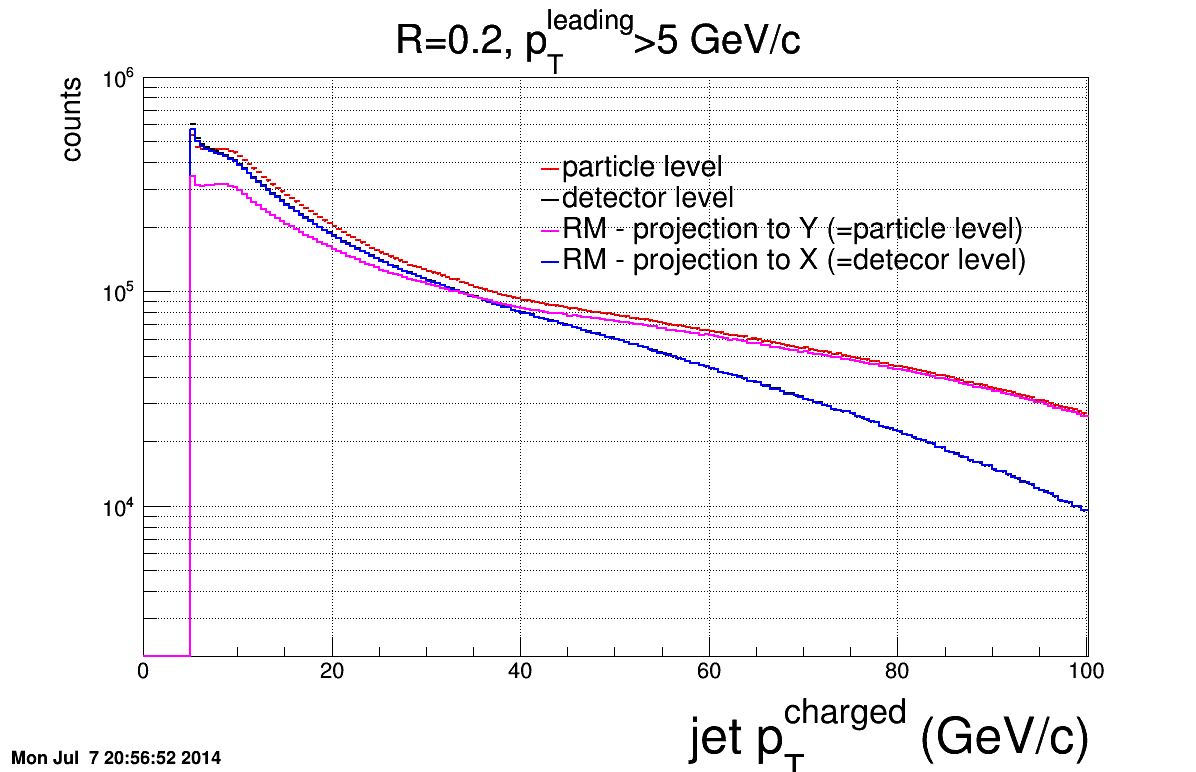 R=0.2, p_T^leading>5 GeV/c
counts
10^6
10^5
10^4
particle level
detector level
RM - projection to Y (=particle level)
RM - projection to X (=detecor level)
0 20 40 60 80 100
jet p_T^charged (GeV/c)
Mon Jul  7 20:56:52 2014